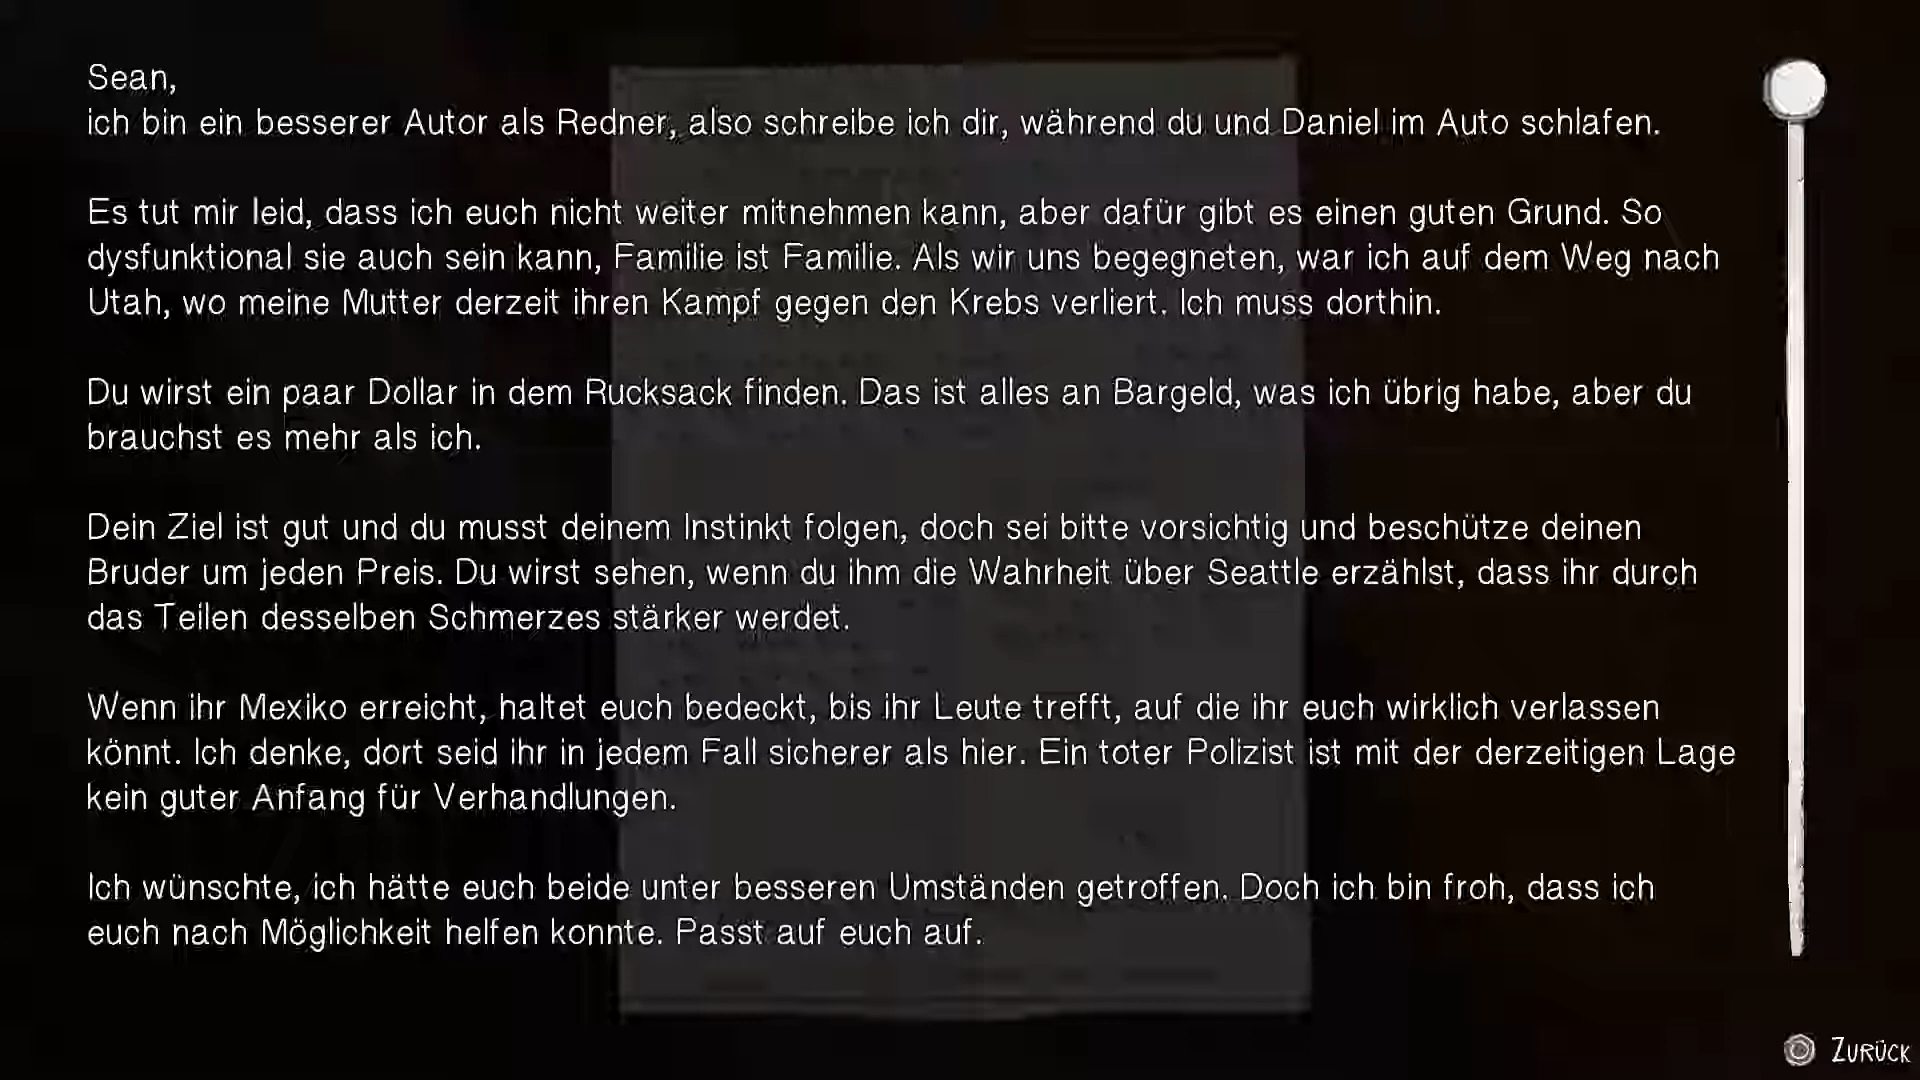 Sean,
ich bin ein besserer Autor als Redner, also schreibe ich dir, während du und Daniel im Auto schlafen.
Es tut mir leid, dass ich euch nicht weiter mitnehmen kann, aber dafür gibt es einen guten Grund. So
dysfunktional sie auch sein kann, Familie ist Familie. Als wir uns begegneten, war ich auf dem Weg nach
Utah, wo meine Mutter derzeit ihren Kampf gegen den Krebs verliert. Ich muss dorthin.
Du wirst ein paar Dollar in dem Rucksack finden. Das ist alles an Bargeld, was ich übrig habe, aber du
brauchst es mehr als ich.
Dein Ziel ist gut und du musst deinem Instinkt folgen, doch sei bitte vorsichtig und beschütze deinen
Bruder um jeden Preis. Du wirst sehen, wenn du ihm die Wahrheit über Seattle erzählst, dass ihr durch
das Teilen desselben Schmerzes stärker werdet.
Wenn ihr Mexiko erreicht, haltet euch bedeckt, bis ihr Leute trefft, auf die ihr euch wirklich verlassen
könnt. Ich denke, dort seid ihr in jedem Fall sicherer als hier. Ein toter Polizist ist mit der derzeitigen Lage
kein guter Anfang für Verhandlungen.
Ich wünschte, ich hätte euch beide unter besseren Umständen getroffen. Doch ich bin froh, dass ich
euch nach Möglichkeit helfen konnte. Passt auf euch auf.
ZURÜCK